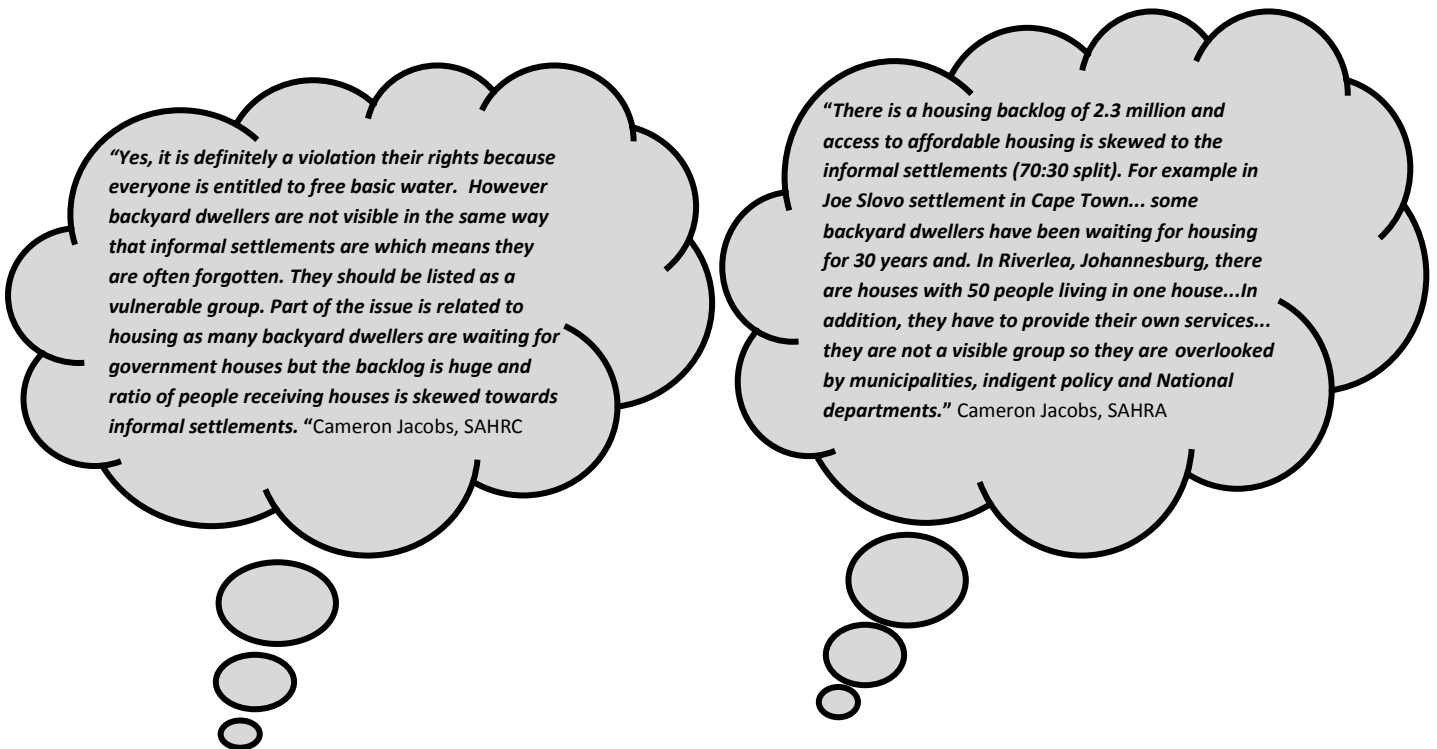 “Yes, it is definitely a violation their rights because
everyone is entitled to free basic water. However
backyard dwellers are not visible in the same way
that informal settlements are which means they
are often forgotten. They should be listed as a
vulnerable group. Part of the issue is related to
housing as many backyard dwellers are waiting for
government houses but the backlog is huge and
ratio of people receiving houses is skewed towards
informal settlements. “Cameron Jacobs, SAHRC
“There is a housing backlog of 2.3 million and
access to affordable housing is skewed to the
informal settlements (70:30 split). For example in
Joe Slovo settlement in Cape Town... some
backyard dwellers have been waiting for housing
for 30 years and. In Riverlea, Johannesburg, there
are houses with 50 people living in one house...In
addition, they have to provide their own services...
they are not a visible group so they are overlooked
by municipalities, indigent policy and National
departments.” Cameron Jacobs, SAHRA